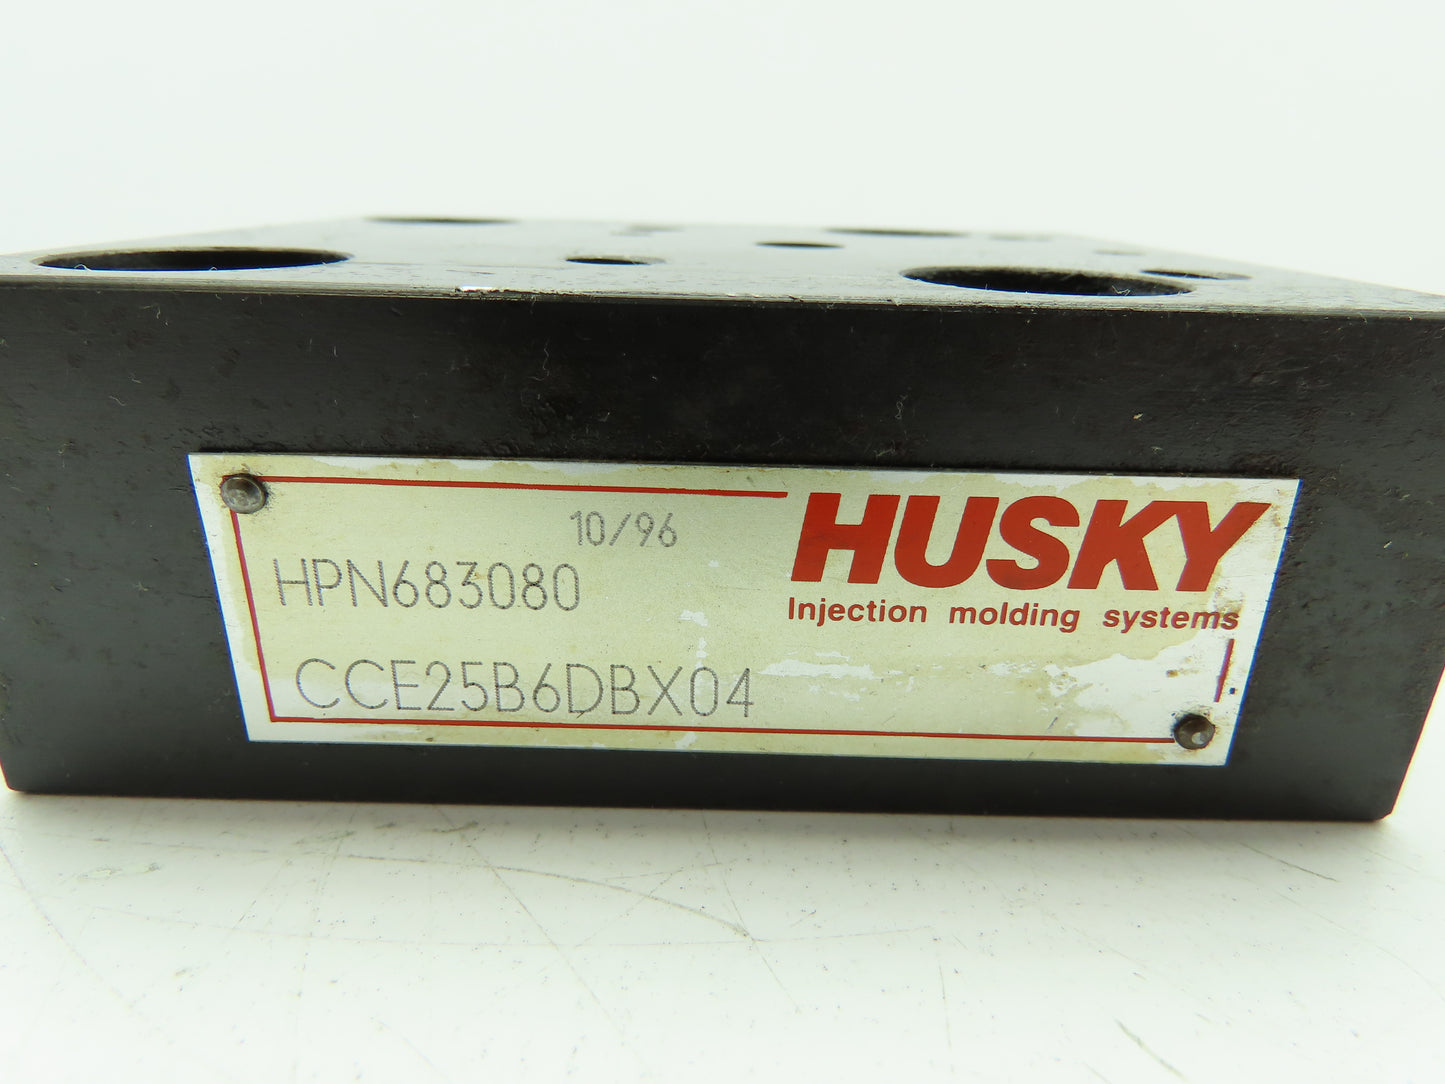 10/96
HUSKY
HPN683080
Injection molding systems
CCE25B6DBX04